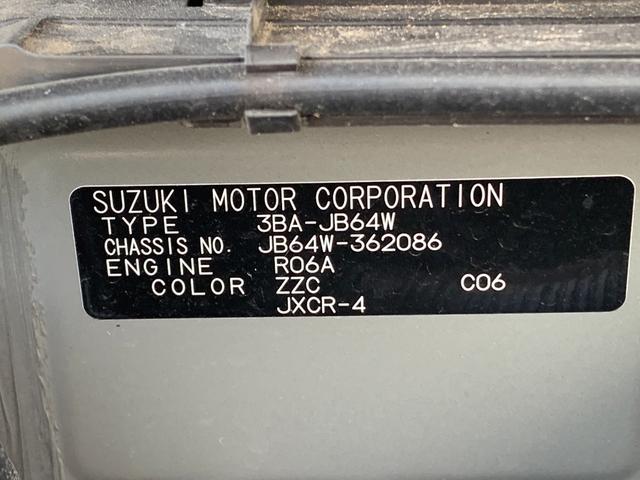 SUZUKI MOTOR CORPORATION
TYPE 3BA-JB64W
CHASSIS NO. JB64W-362086
ENGINE R06A
COLOR ZZC C06
JXCR-4